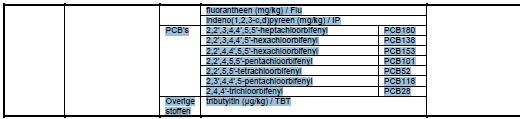 fluorantheen (mg/kg) / Flu
indeno(1,2,3-c,d)pyreen (mg/kg) / IP
PCB's 2,2',3,4,4',5,5'-heptachloorbifenyl PCB180
2,2',3,4,4',5'-hexachloorbifenyl PCB138
2,2',4,4',5,5'-hexachloorbifenyl PCB153
2,2',4,5,5'-pentachloorbifenyl PCB101
2,2',5,5'-tetrachloorbifenyl PCB52
2,3',4,4',5-pentachloorbifenyl PCB118
2,4,4'-trichloorbifenyl PCB28
Overige tributyltin (µg/kg) / TBT
stoffen